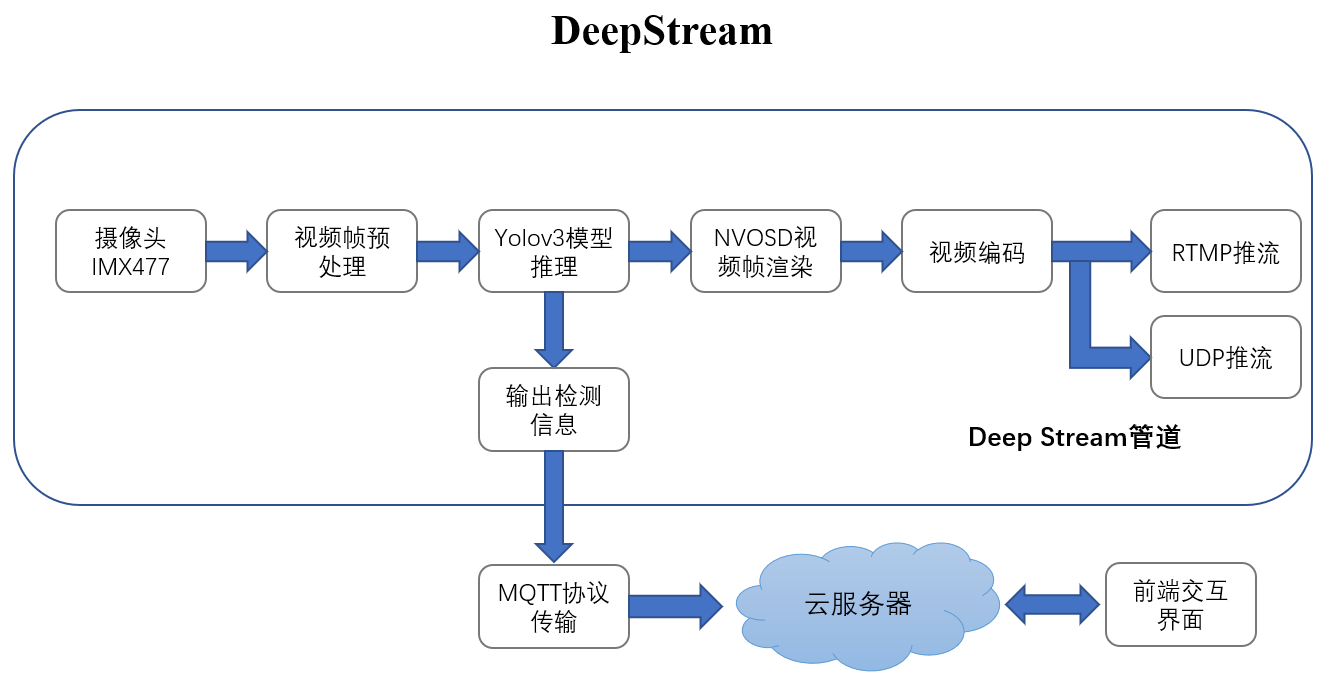 DeepStream
摄像头
IMX477
视频帧预
处理
Yolov3模型
推理
NVOSD视
频帧渲染
视频编码
RTMP推流
UDP推流
输出检测
信息
Deep Stream管道
MQTT协议
传输
云服务器
前端交互
界面